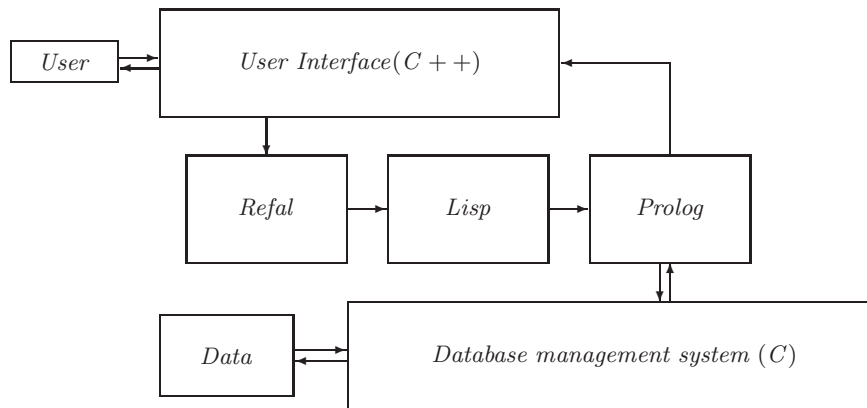 User
User Interface(C + +)
Refal
Lisp
Prolog
Data
Database management system (C)